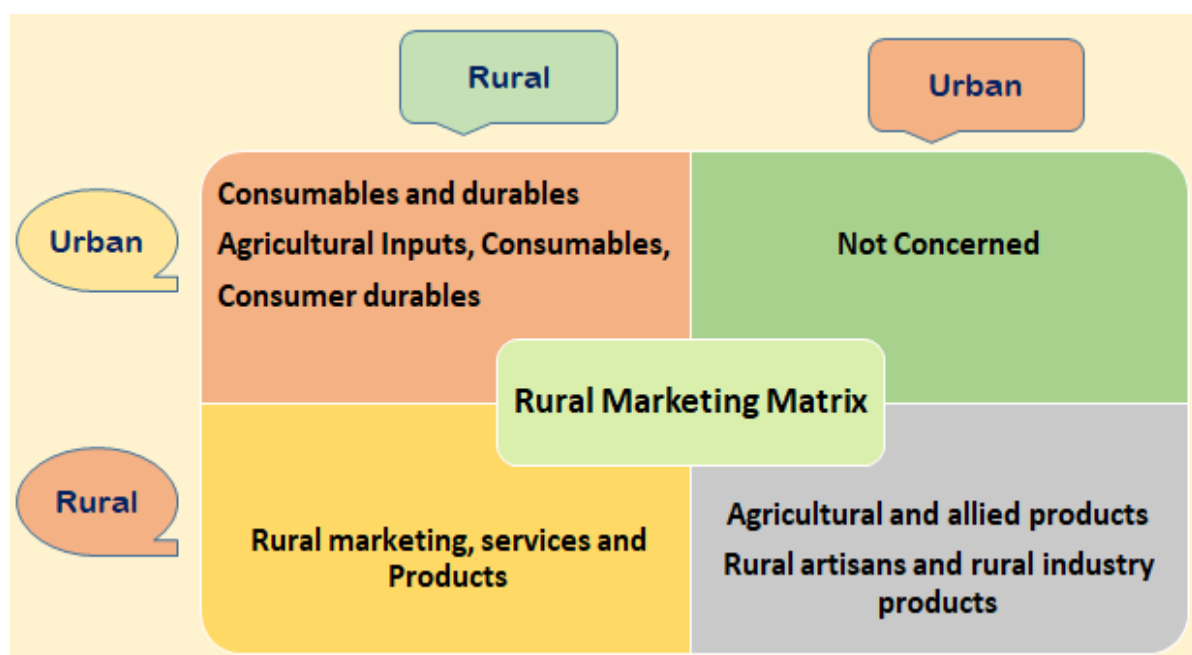 Rural
Urban
Urban
Consumables and durables
Agricultural Inputs, Consumables,
Consumer durables
Not Concerned
Rural Marketing Matrix
Rural
Rural marketing, services and
Products
Agricultural and allied products
Rural artisans and rural industry
products